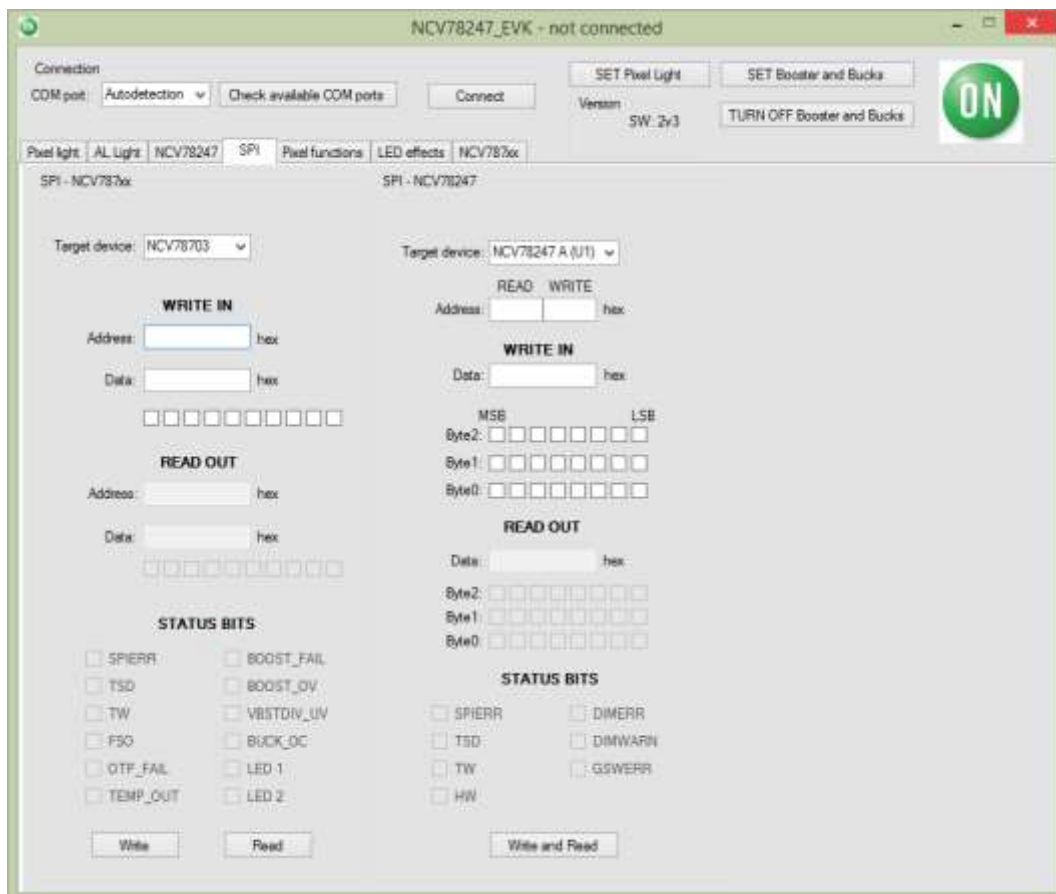 NCV78247_EVK - not connected
Connection
COM port: Autodetection Check available COM ports Connect
SET Pixel Light SET Booster and Bucks
Version
SW: 2v3
TURN OFF Booster and Bucks
ON
Pixel light AL Light NCV78247 SPI Pixel functions LED effects NCV787xx
SPI - NCV787xx
Target device: NCV78703
WRITE IN
Address: hex
Data: hex
READ OUT
Address: hex
Data: hex
STATUS BITS
SPIERR BOOST_FAIL
TSD BOOST_OV
TW VBSTDIV_UV
FSO BUCK_OC
OTP_FAIL LED 1
TEMP_OUT LED 2
Write Read
SPI - NCV78247
Target device: NCV78247 A (U1)
READ WRITE
Address: hex
WRITE IN
Data: hex
MSB LSB
Byte2:
Byte1:
Byte0:
READ OUT
Data: hex
Byte2:
Byte1:
Byte0:
STATUS BITS
SPIERR DIMERR
TSD DIMWARN
TW GSWERR
HW
Write and Read